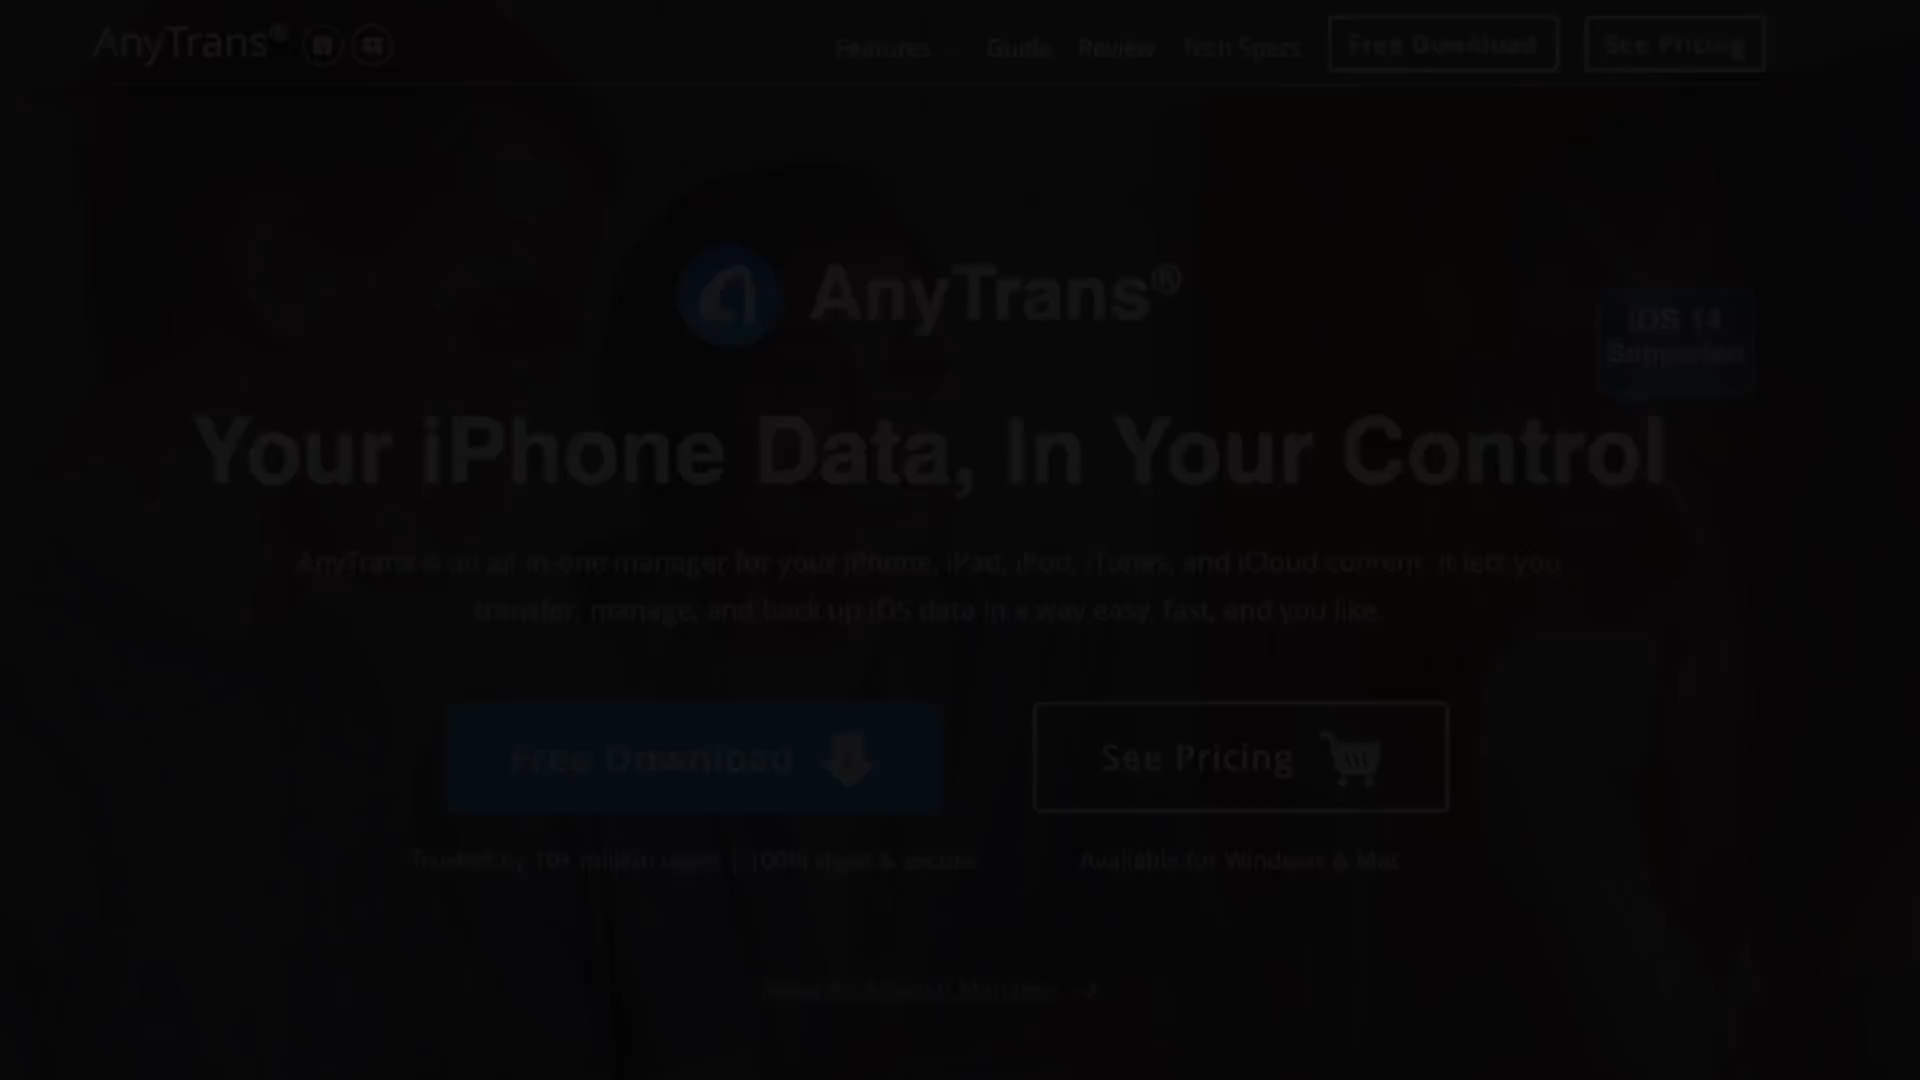 AnyTrans®
Features Guide Review Tech Specs Free Download See Pricing
AnyTrans®
iOS 14
Supported
Your iPhone Data, In Your Control
AnyTrans is an all-in-one manager for your iPhone, iPad, iPod, iTunes, and iCloud content. It lets you
transfer, manage, and back up iOS data in a way easy, fast, and you like.
Free Download
See Pricing
Trusted by 10+ million users | 100% clean & secure
Available for Windows & Mac